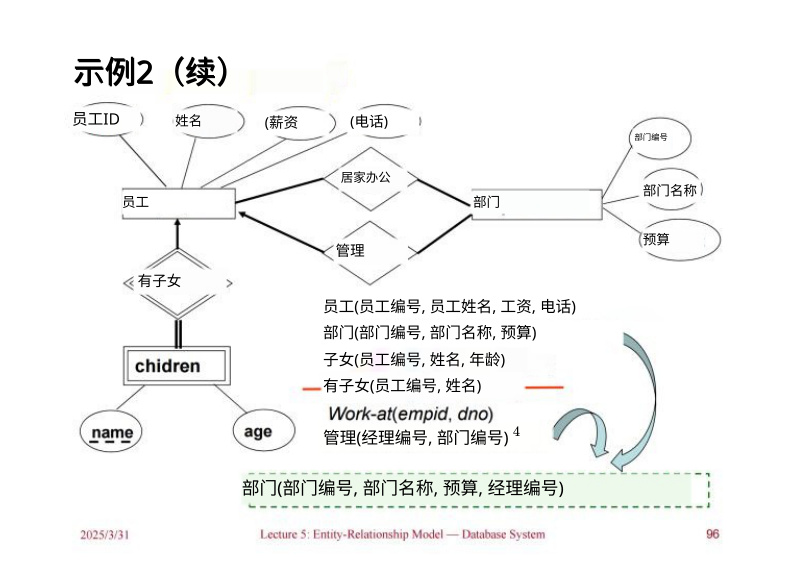 示例2（续）
员工ID
姓名
(薪资
(电话)
部门编号
居家办公
员工
部门
部门名称
管理
预算
有子女
员工(员工编号, 员工姓名, 工资, 电话)
部门(部门编号, 部门名称, 预算)
子女(员工编号, 姓名, 年龄)
chidren
有子女(员工编号, 姓名)
Work-at(empid, dno)
name
age
管理(经理编号, 部门编号) 4
部门(部门编号, 部门名称, 预算, 经理编号)
2025/3/31
Lecture 5: Entity-Relationship Model — Database System
96